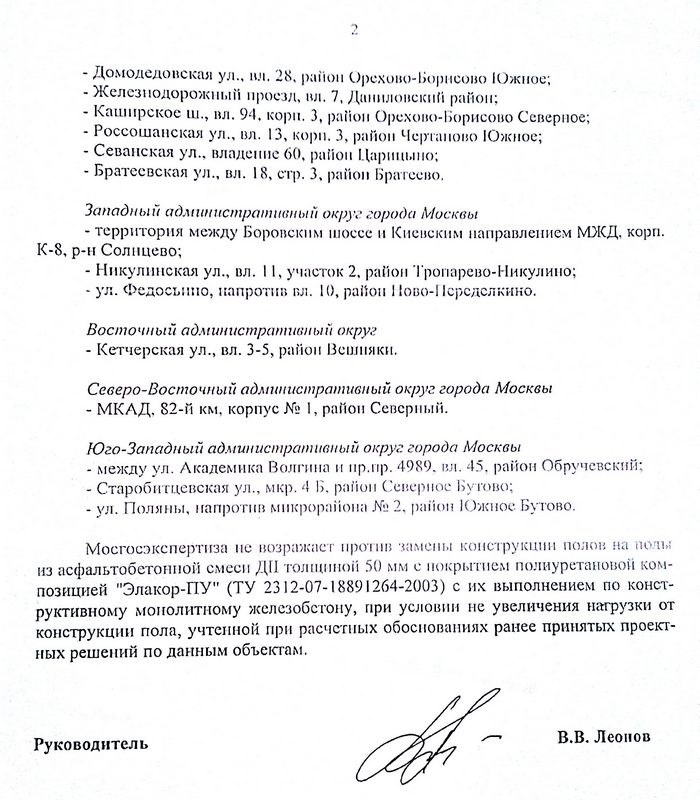 2
- Домодедовская ул., вл. 28, район Орехово-Борисово Южное;
- Железнодорожный проезд, вл. 7, Даниловский район;
- Каширское ш., вл. 94, корп. 3, район Орехово-Борисово Северное;
- Россошанская ул., вл. 13, корп. 3, район Чертаново Южное;
- Севанская ул., владение 60, район Царицыно;
- Братеевская ул., вл. 18, стр. 3, район Братеево.
Западный административный округ города Москвы
- территория между Боровским шоссе и Киевским направлением МЖД, корп.
К-8, р-н Солнцево;
- Никулинская ул., вл. 11, участок 2, район Тропарево-Никулино;
- ул. Федосьино, напротив вл. 10, район Ново-Переделкино.
Восточный административный округ
- Кетчерская ул., вл. 3-5, район Вешняки.
Северо-Восточный административный округ города Москвы
- МКАД, 82-й км, корпус № 1, район Северный.
Юго-Западный административный округ города Москвы
- между ул. Академика Волгина и пр.пр. 4989, вл. 45, район Обручевский;
- Старобитцевская ул., мкр. 4 Б, район Северное Бутово;
- ул. Поляны, напротив микрорайона № 2, район Южное Бутово.
Мосгосэкспертиза не возражает против замены конструкции полов на полы
из асфальтобетонной смеси ДП толщиной 50 мм с покрытием полиуретановой ком-
позицией "Элакор-ПУ" (ТУ 2312-07-18891264-2003) с их выполнением по конст-
руктивному монолитному железобетону, при условии не увеличения нагрузки от
конструкции пола, учтенной при расчетных обоснованиях ранее принятых проект-
ных решений по данным объектам.
Руководитель В.В. Леонов